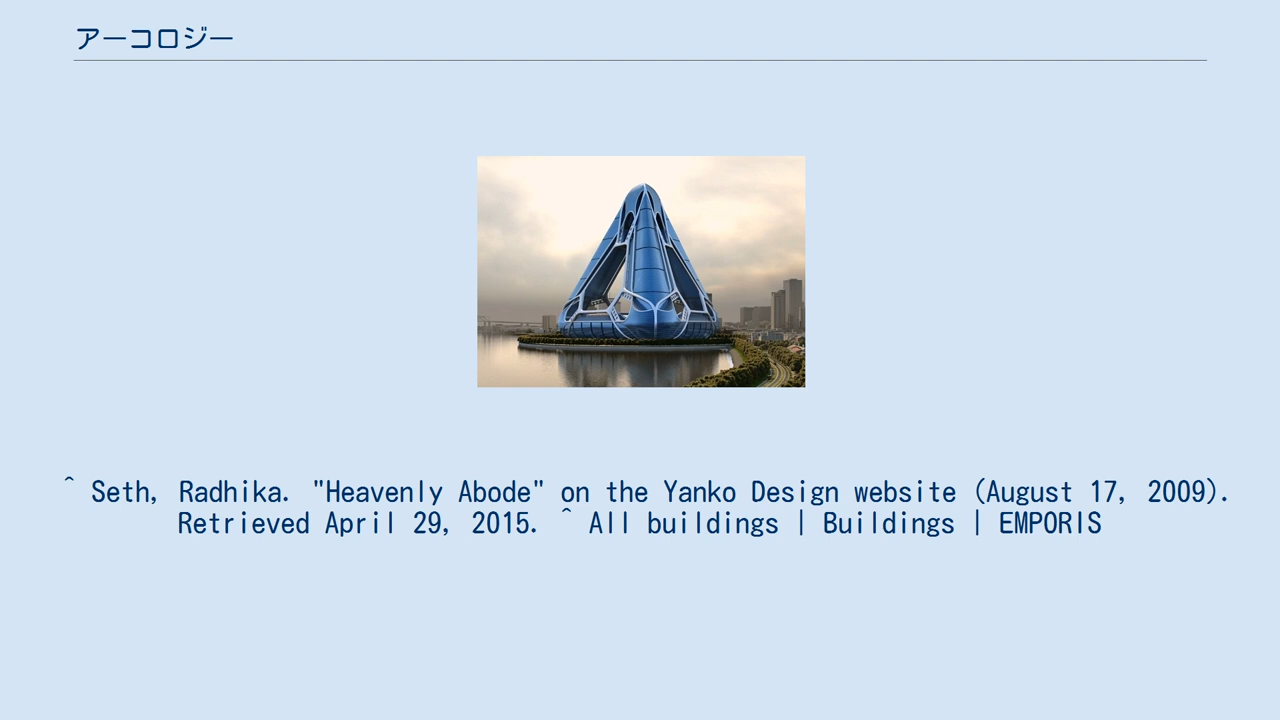 アーコロジー
^ Seth, Radhika. "Heavenly Abode" on the Yanko Design website (August 17, 2009).
Retrieved April 29, 2015. ^ All buildings | Buildings | EMPORIS